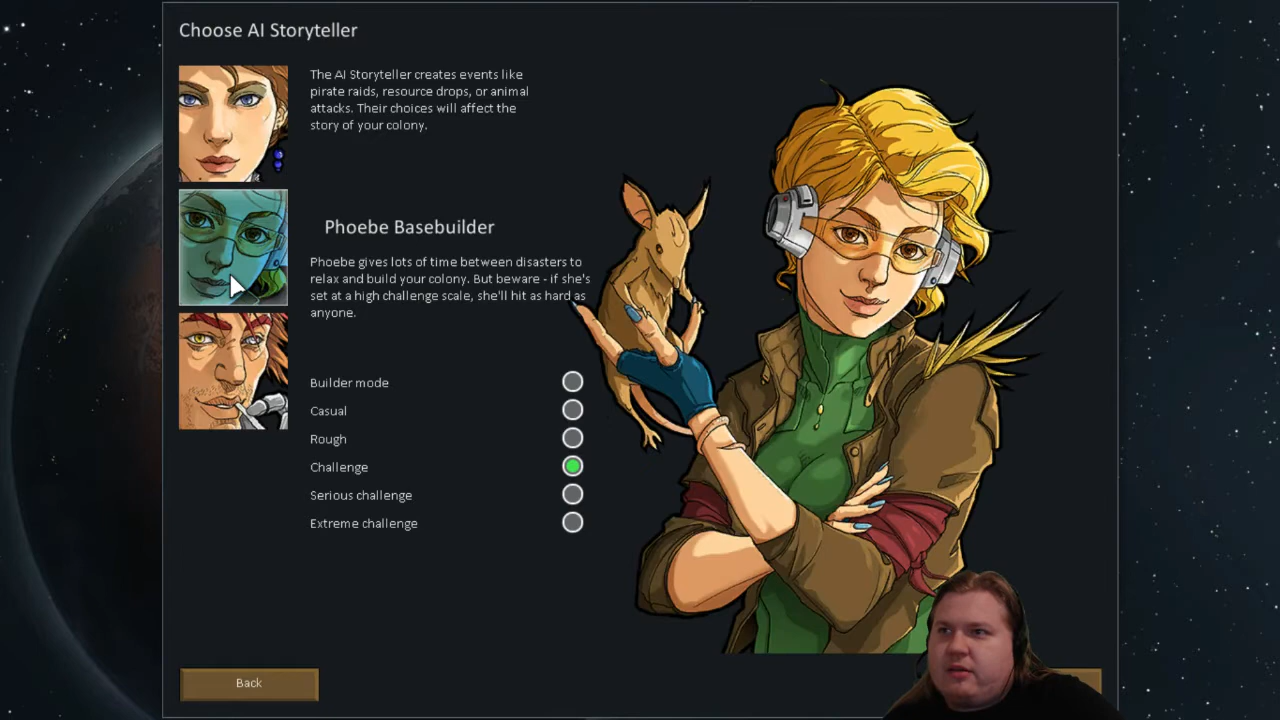 Choose AI Storyteller
The AI Storyteller creates events like
pirate raids, resource drops, or animal
attacks. Their choices will affect the
story of your colony.
Phoebe Basebuilder
Phoebe gives lots of time between disasters to
relax and build your colony. But beware - if she's
set at a high challenge scale, she'll hit as hard as
anyone.
Builder mode
Casual
Rough
Challenge
Serious challenge
Extreme challenge
Back